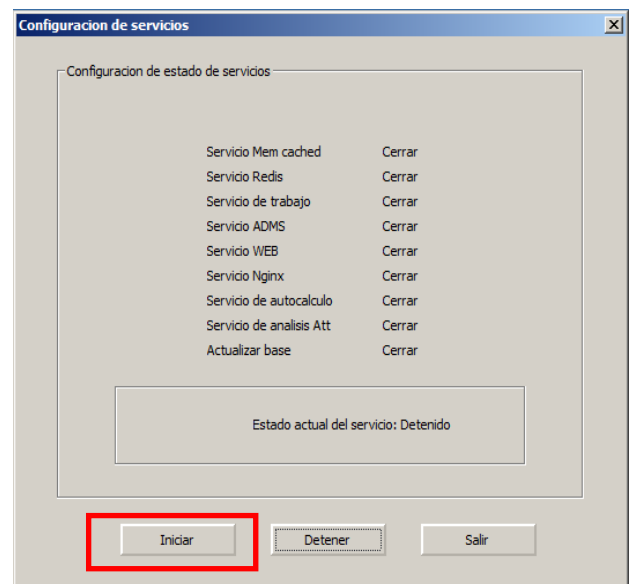 Configuracion de servicios
Configuracion de estado de servicios
Servicio Mem cached Cerrar
Servicio Redis Cerrar
Servicio de trabajo Cerrar
Servicio ADMS Cerrar
Servicio WEB Cerrar
Servicio Nginx Cerrar
Servicio de autocalculo Cerrar
Servicio de analisis Att Cerrar
Actualizar base Cerrar
Estado actual del servicio: Detenido
Iniciar Detener Salir